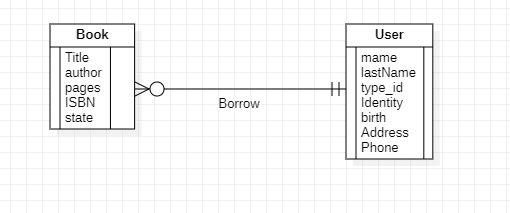 Book
Title
author
pages
ISBN
state
Borrow
User
mame
lastName
type_id
Identity
birth
Address
Phone